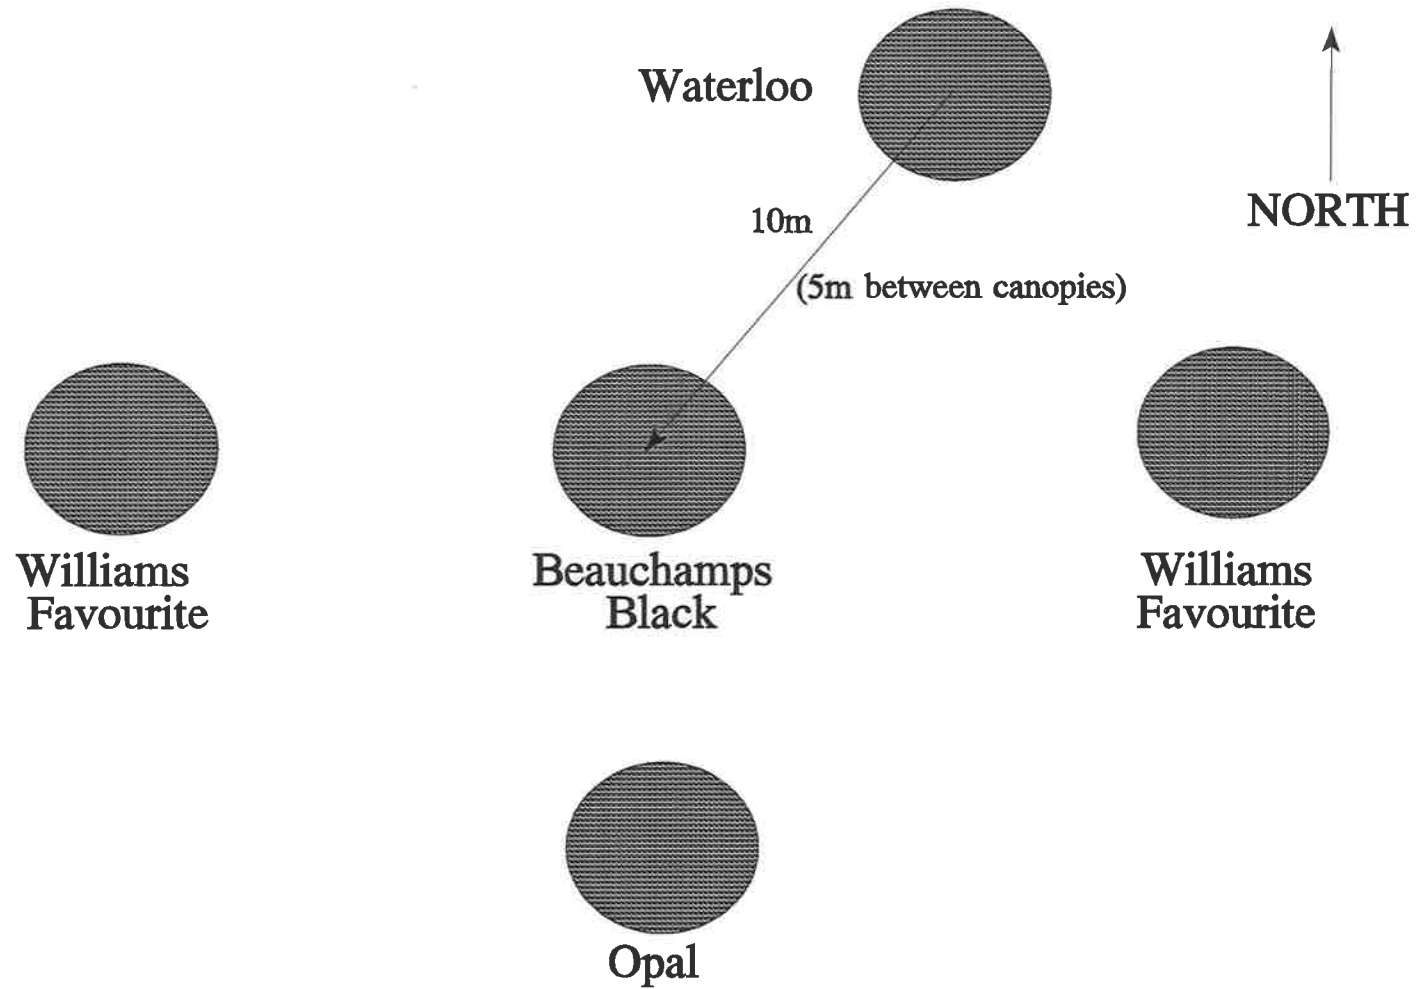 Waterloo
NORTH
10m
(5m between canopies)
Williams
Favourite
Beauchamps
Black
Williams
Favourite
Opal